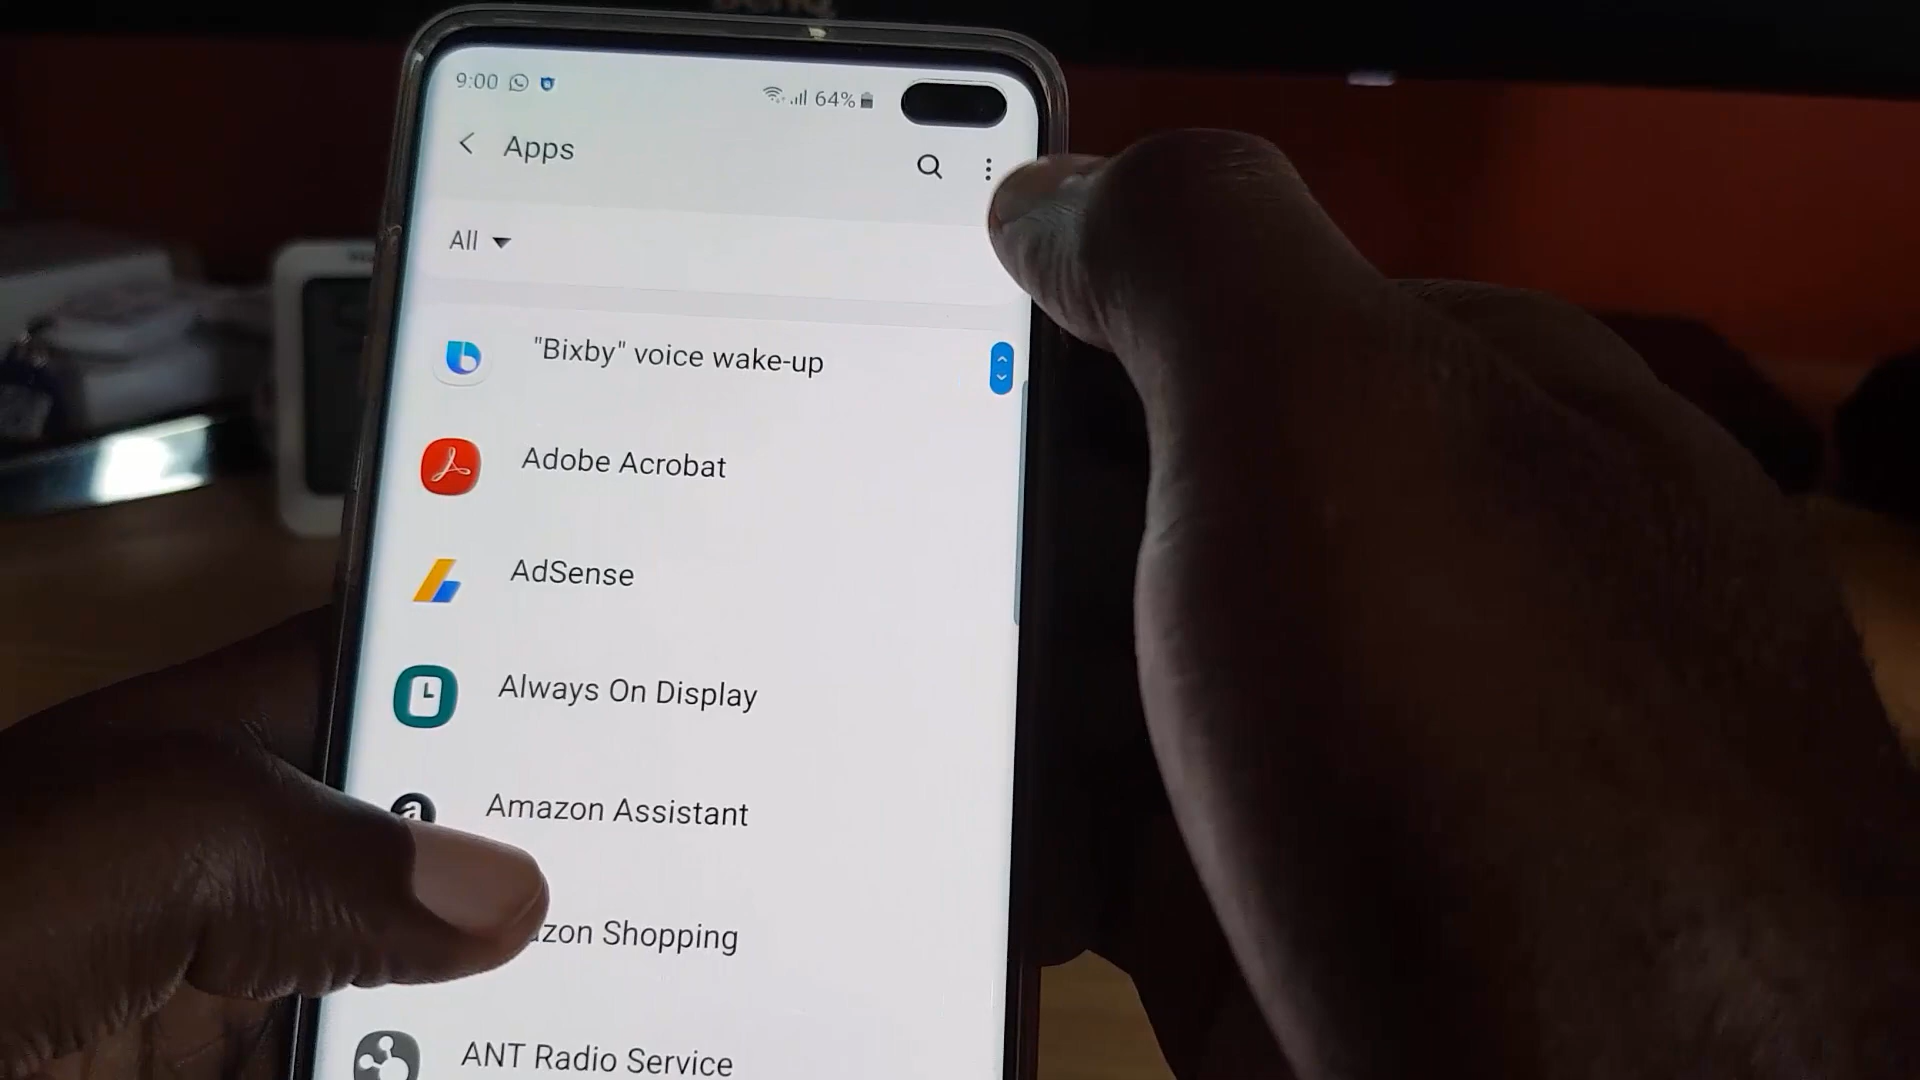 9:00
64%
Apps
All
"Bixby" voice wake-up
Adobe Acrobat
AdSense
Always On Display
Amazon Assistant
zon Shopping
ANT Radio Service